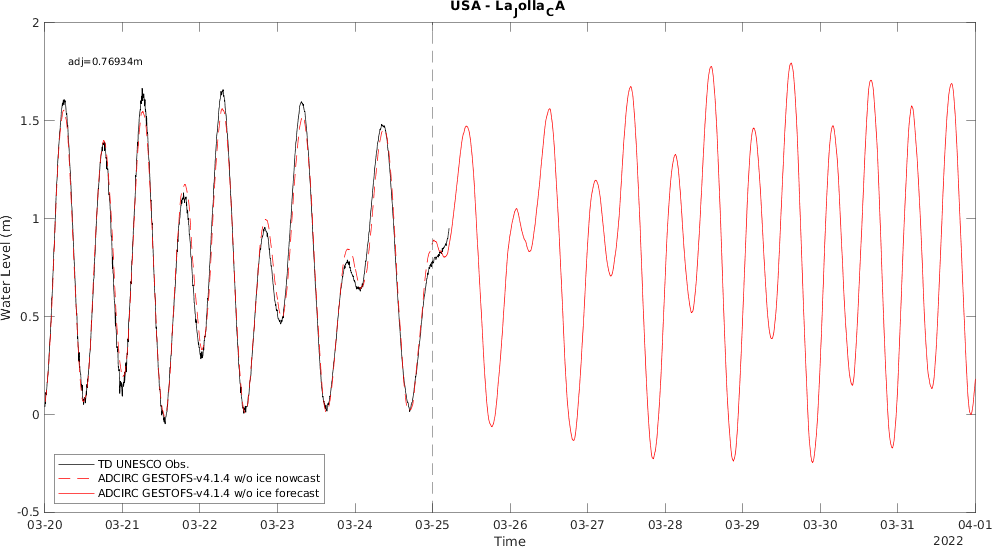 USA - LaJollaCA
adj=0.76934m
Water Level (m)
2
1.5
1
0.5
0
-0.5
TD UNESCO Obs.
ADCIRC GESTOFS-v4.1.4 w/o ice nowcast
ADCIRC GESTOFS-v4.1.4 w/o ice forecast
03-20 03-21 03-22 03-23 03-24 03-25 03-26 03-27 03-28 03-29 03-30 03-31 04-01
Time
2022